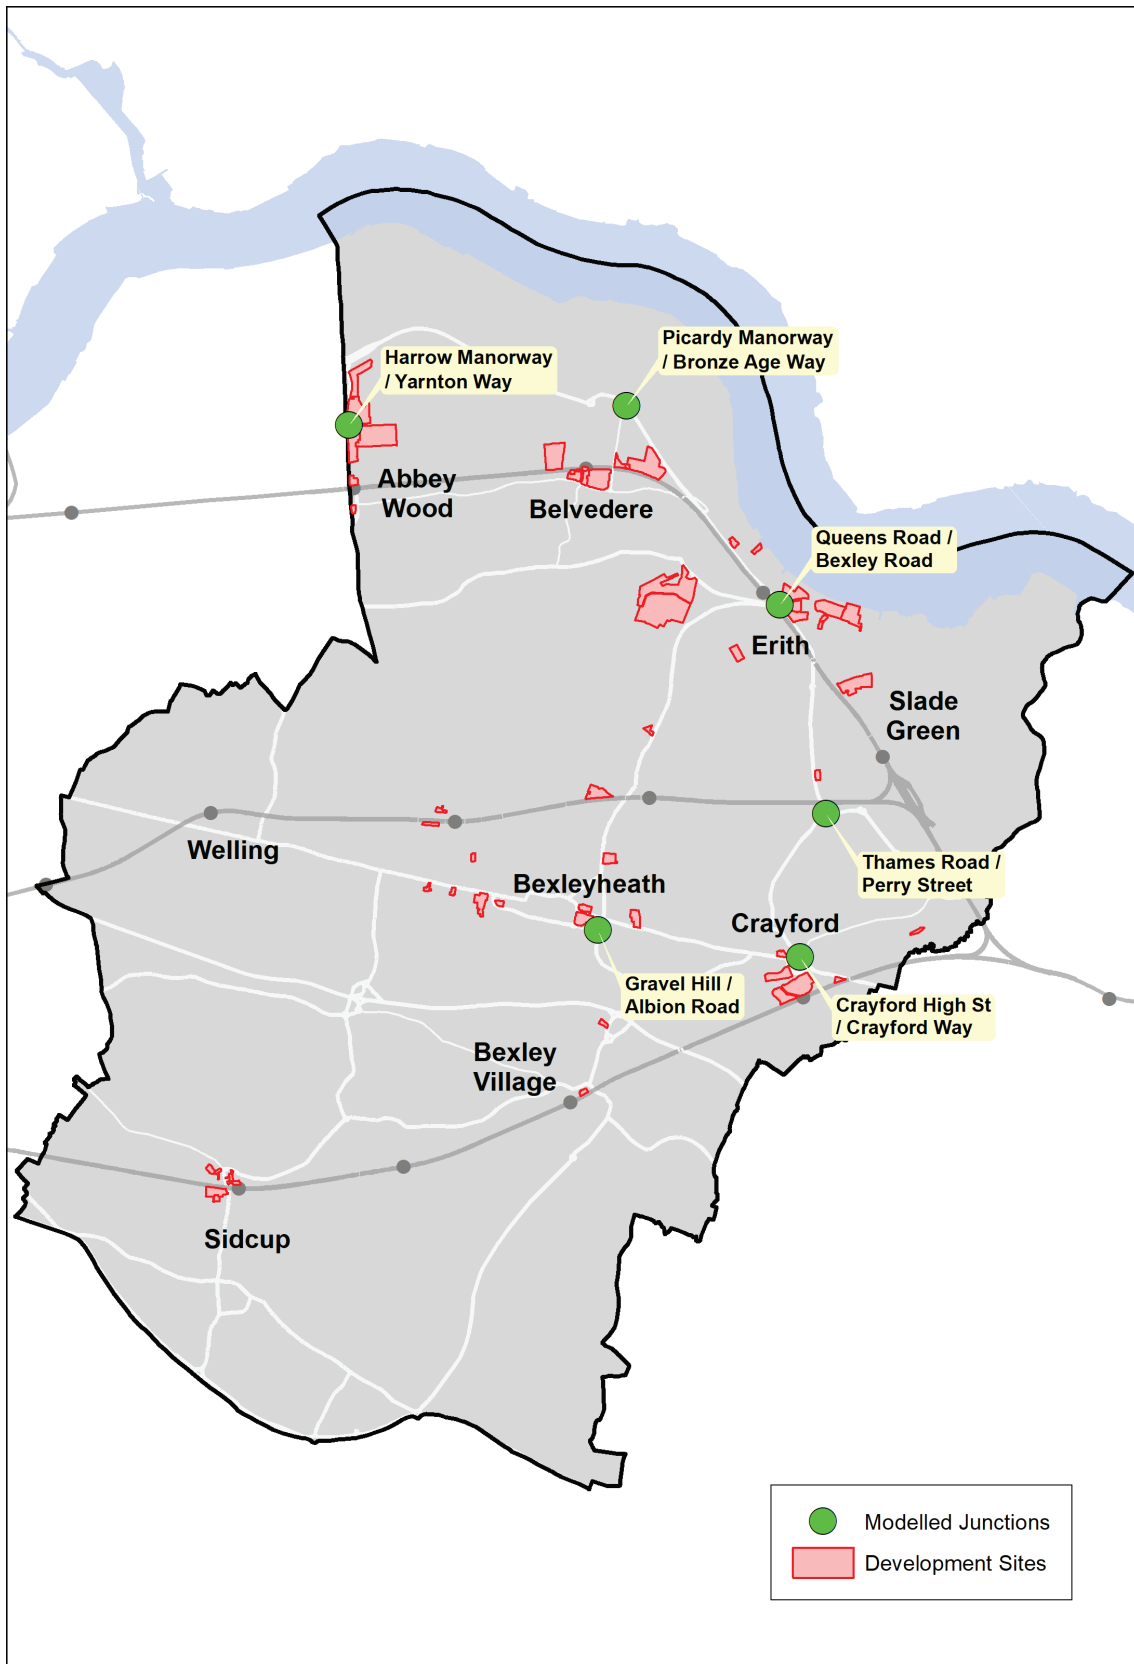 Picardy Manorway
/ Bronze Age Way
Harrow Manorway
/ Yarnton Way
Abbey
Wood
Belvedere
Queens Road /
Bexley Road
Erith
Slade
Green
Welling
Thames Road /
Perry Street
Bexleyheath
Crayford
Gravel Hill /
Albion Road
Crayford High St
/ Crayford Way
Bexley
Village
Sidcup
Modelled Junctions
Development Sites